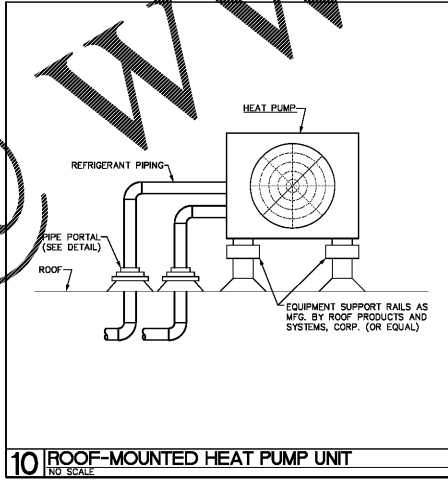 HEAT PUMP
REFRIGERANT PIPING
PIPE PORTAL
(SEE DETAIL)
ROOF
EQUIPMENT SUPPORT RAILS AS
MFG. BY ROOF PRODUCTS AND
SYSTEMS, CORP. (OR EQUAL)
10 ROOF-MOUNTED HEAT PUMP UNIT
NO SCALE